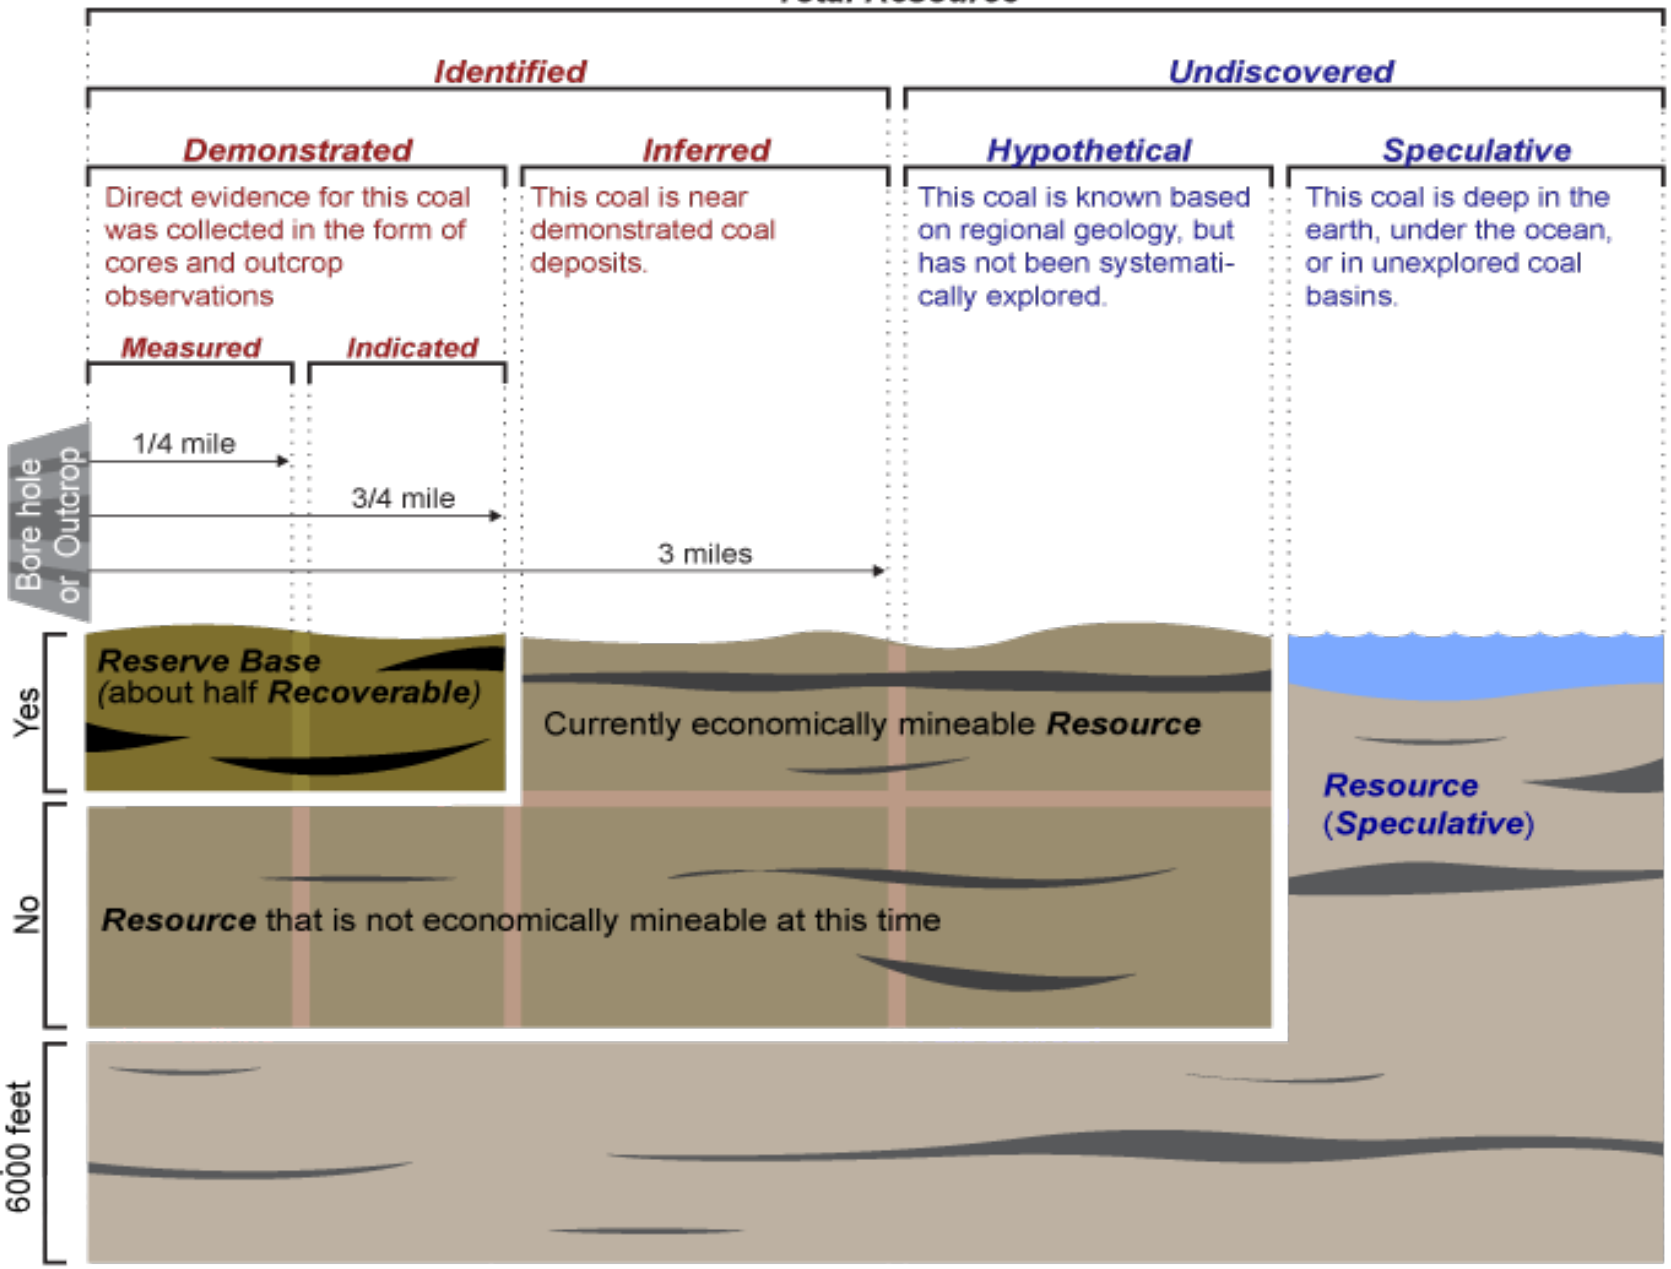 Total Resource
Identified
Undiscovered
Demonstrated
Inferred
Hypothetical
Speculative
Direct evidence for this coal
was collected in the form of
cores and outcrop
observations
This coal is near
demonstrated coal
deposits.
This coal is known based
on regional geology, but
has not been systemati-
cally explored.
This coal is deep in the
earth, under the ocean,
or in unexplored coal
basins.
Measured
Indicated
1/4 mile
3/4 mile
3 miles
Bore hole
or Outcrop
Yes
Reserve Base
(about half Recoverable)
Currently economically mineable Resource
Resource
(Speculative)
No
Resource that is not economically mineable at this time
6000 feet